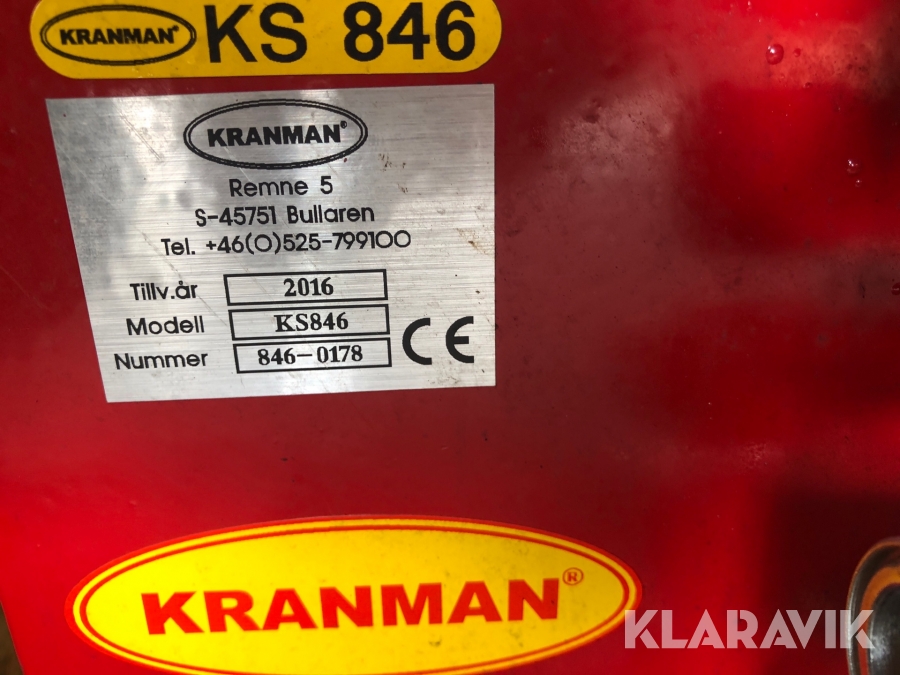 KRANMAN® KS 846
KRANMAN®
Remne 5
S-45751 Bullaren
Tel. +46(0)525-799100
Tillv.år 2016
Modell KS846
Nummer 846-0178
CE
KRANMAN®
KLARAVIK